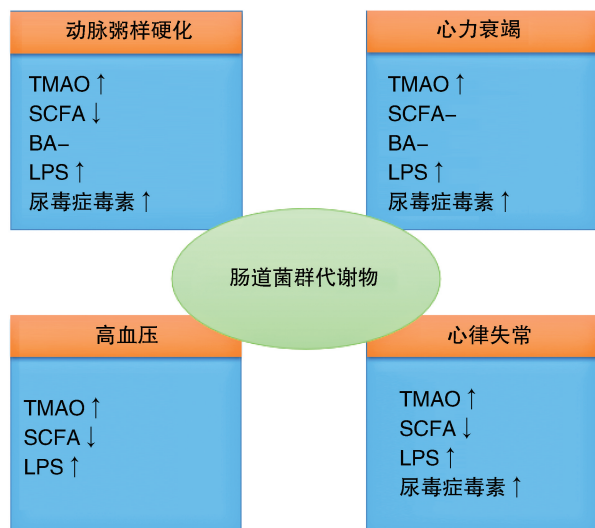 动脉粥样硬化
TMAO↑
SCFA↓
BA−
LPS↑
尿毒症毒素↑
心力衰竭
TMAO↑
SCFA−
BA−
LPS↑
尿毒症毒素↑
肠道菌群代谢物
高血压
TMAO↑
SCFA↓
LPS↑
心律失常
TMAO↑
SCFA↓
LPS↑
尿毒症毒素↑